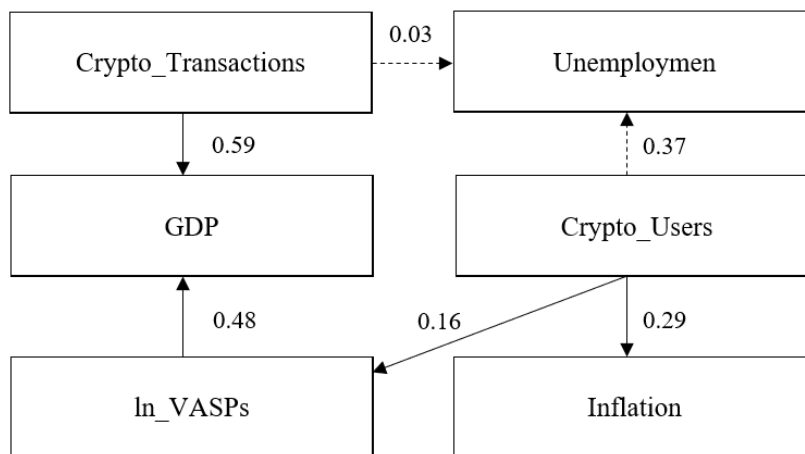 Crypto_Transactions
0.03
Unemploymen
0.59
0.37
GDP
Crypto_Users
0.48
0.16
0.29
ln_VASPs
Inflation